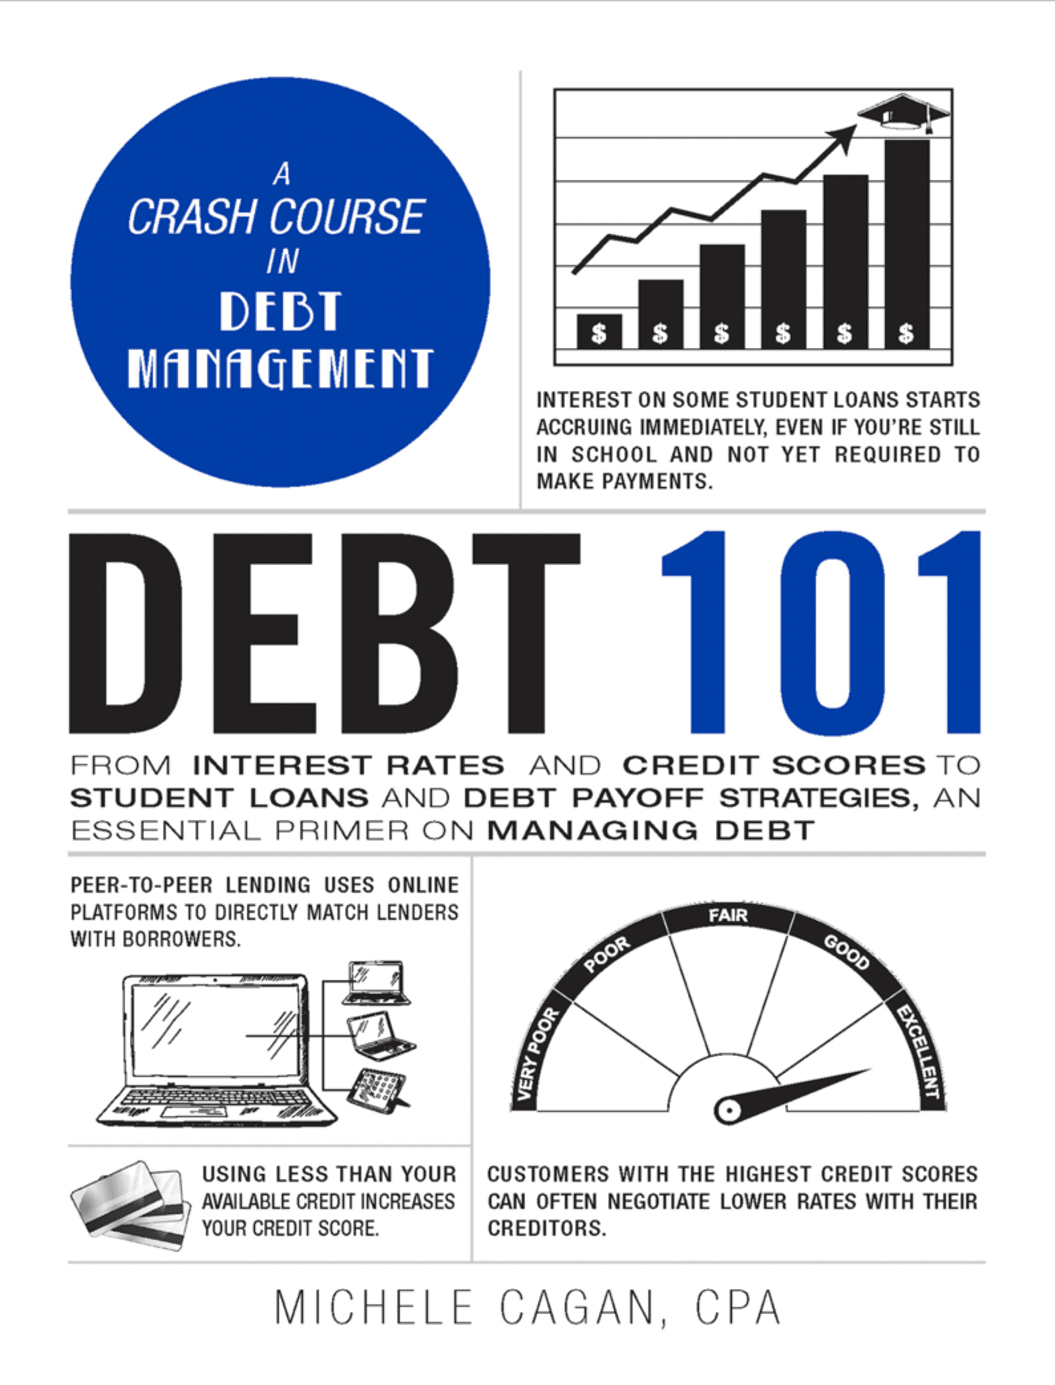 A
CRASH COURSE
IN
DEBT
MANAGEMENT
$ $ $ $ $ $
INTEREST ON SOME STUDENT LOANS STARTS
ACCRUING IMMEDIATELY, EVEN IF YOU'RE STILL
IN SCHOOL AND NOT YET REQUIRED TO
MAKE PAYMENTS.
DEBT 101
FROM INTEREST RATES AND CREDIT SCORES TO
STUDENT LOANS AND DEBT PAYOFF STRATEGIES, AN
ESSENTIAL PRIMER ON MANAGING DEBT
PEER-TO-PEER LENDING USES ONLINE
PLATFORMS TO DIRECTLY MATCH LENDERS
WITH BORROWERS.
VERY POOR
POOR
FAIR
GOOD
EXCELLENT
USING LESS THAN YOUR
AVAILABLE CREDIT INCREASES
YOUR CREDIT SCORE.
CUSTOMERS WITH THE HIGHEST CREDIT SCORES
CAN OFTEN NEGOTIATE LOWER RATES WITH THEIR
CREDITORS.
MICHELE CAGAN, CPA